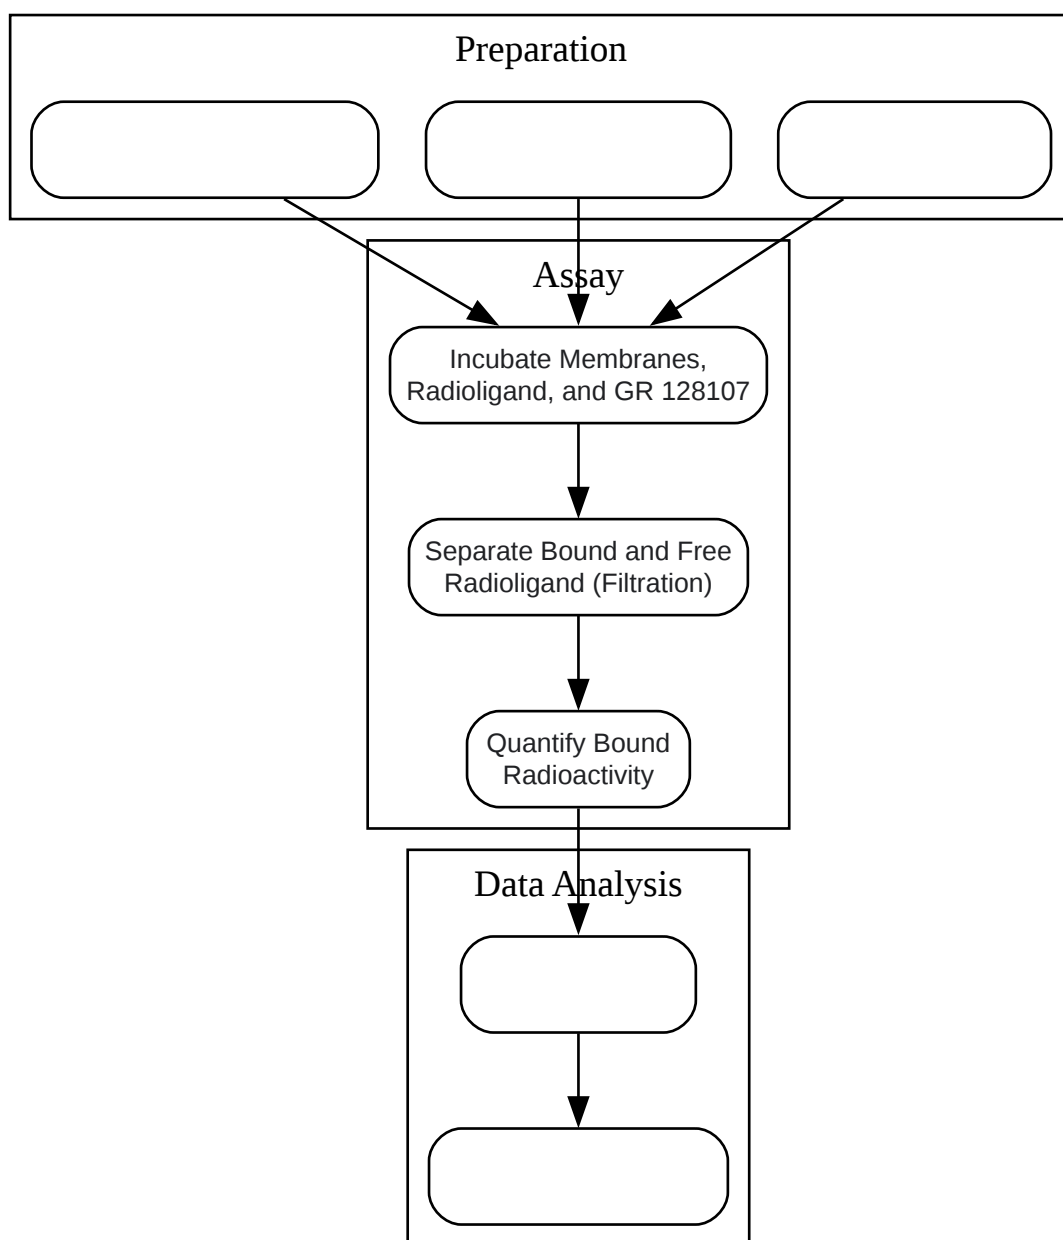 Preparation
Assay
Incubate Membranes,
Radioligand, and GR 128107
Separate Bound and Free
Radioligand (Filtration)
Quantify Bound
Radioactivity
Data Analysis